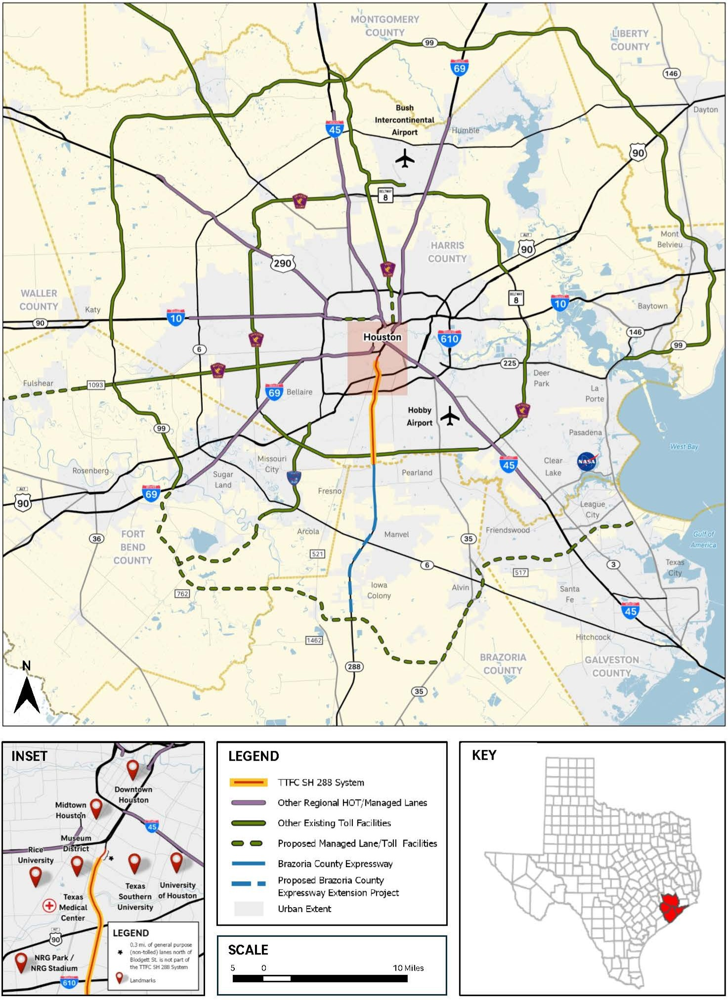 MONTGOMERY
COUNTY
LIBERTY
COUNTY
99
69
146
Bush
Intercontinental
Airport
Humble
Dayton
45
90
BELTWAY
8
HARRIS
COUNTY
Mont
Belvieu
ALT
90
290
WALLER
COUNTY
Katy
90
10
BELTWAY
8
10
Baytown
Houston
610
146
99
6
225
Deer
Park
Fulshear
1093
69
Bellaire
La
Porte
Hobby
Airport
99
Pasadena
West Bay
NASA
Clear
Lake
45
Rosenberg
Missouri
City
Sugar
Land
Pearland
Fresno
69
ALT
90
League
City
Arcola
Manvel
Friendswood
Gulf of
America
36
FORT
BEND
COUNTY
35
521
6
3
Texas
City
517
762
Iowa
Colony
Alvin
Santa
Fe
45
Hitchcock
1462
BRAZORIA
COUNTY
GALVESTON
COUNTY
N
288
35
INSET
Downtown
Houston
Midtown
Houston
45
Museum
District
Rice
University
*
Texas
Southern
University
University
of Houston
Texas
Medical
Center
ALT
90
NRG Park /
NRG Stadium
610
LEGEND
* 0.3 mi. of general purpose
(non-tolled) lanes north of
Blodgett St. is not part of
the TTFC SH 288 System
Landmarks
LEGEND
TTFC SH 288 System
Other Regional HOT/Managed Lanes
Other Existing Toll Facilities
Proposed Managed Lane/Toll Facilities
Brazoria County Expressway
Proposed Brazoria County
Expressway Extension Project
Urban Extent
SCALE
5 0 10 Miles
KEY